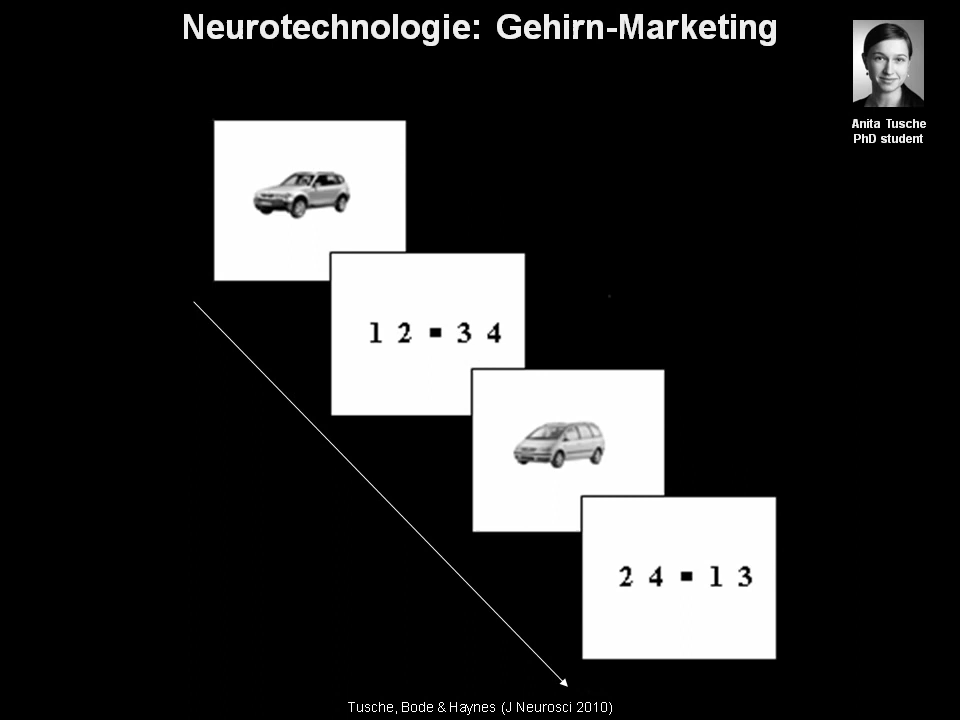 Neurotechnologie: Gehirn-Marketing
Anita Tusche
PhD student
1 2 ▪ 3 4
2 4 ▪ 1 3
Tusche, Bode & Haynes (J Neurosci 2010)